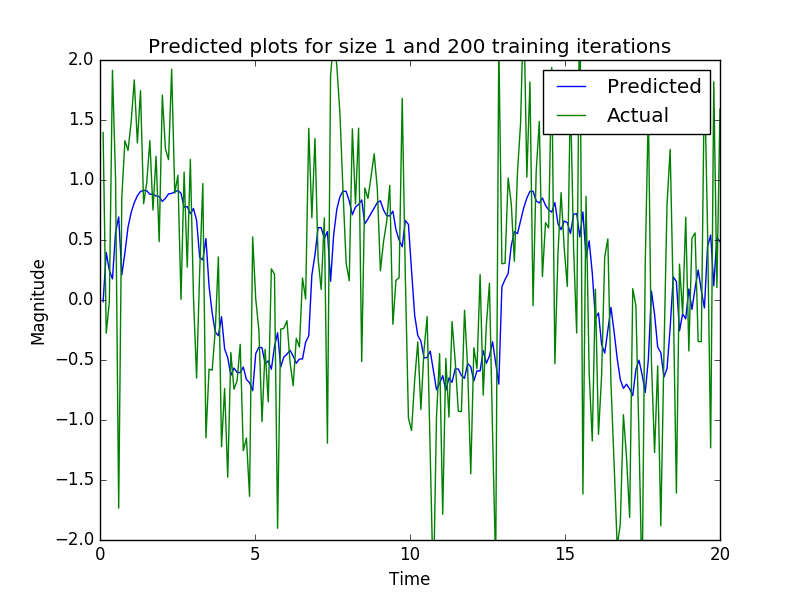 Predicted plots for size 1 and 200 training iterations
2.0
1.5
1.0
0.5
0.0
−0.5
−1.0
−1.5
−2.0
Magnitude
Predicted
Actual
0
5
10
15
20
Time